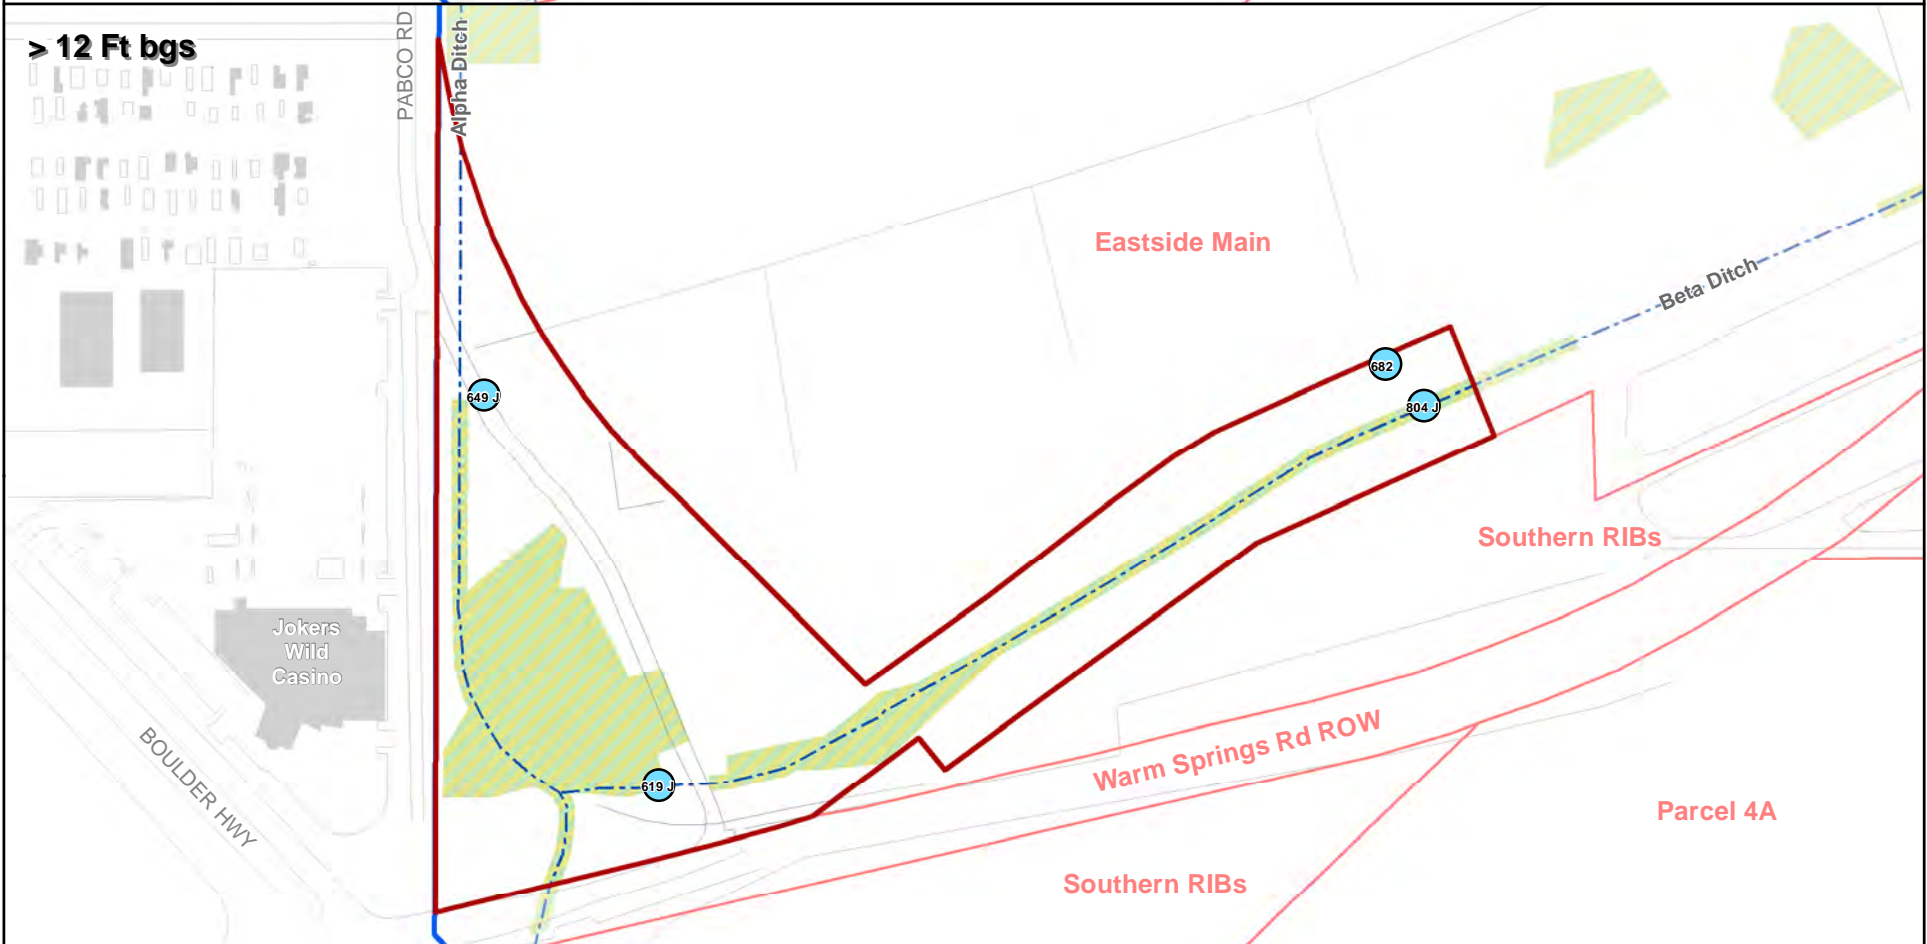 > 12 Ft bgs
PABCO RD
Alpha Ditch
Eastside Main
Beta Ditch
682
649 J
804 J
Southern RIBs
Jokers
Wild
Casino
Warm Springs Rd ROW
619 J
BOULDER HWY
Parcel 4A
Southern RIBs